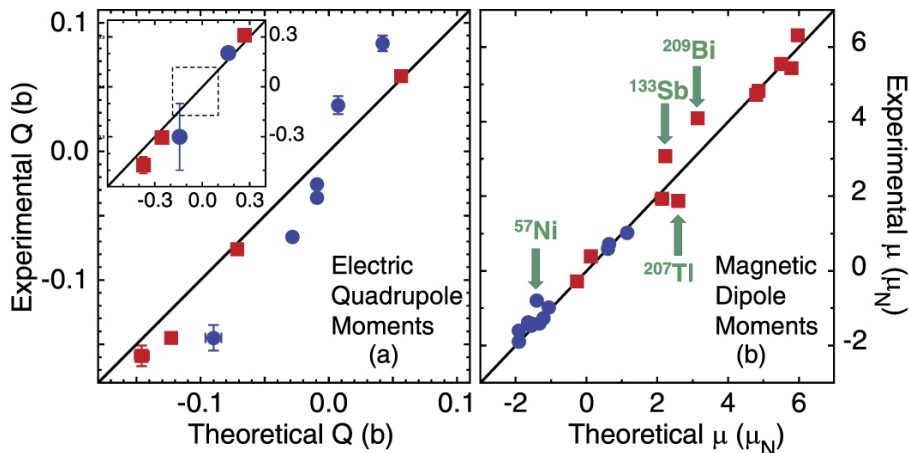 0.1
0.0
-0.1
Experimental Q (b)
0.3
0
-0.3
-0.3
0.0
0.3
Electric
Quadrupole
Moments
(a)
-0.1
0.0
0.1
Theoretical Q (b)
209Bi
133Sb
57Ni
207Tl
Magnetic
Dipole
Moments
(b)
6
4
2
0
-2
Experimental μ (μN)
-2
0
2
4
6
Theoretical μ (μN)